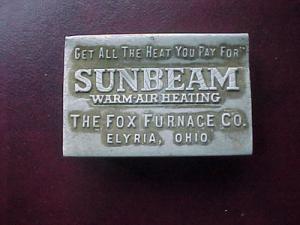 "GET ALL THE HEAT YOU PAY FOR"
SUNBEAM
WARM-AIR HEATING
THE FOX FURNACE CO.
ELYRIA, OHIO